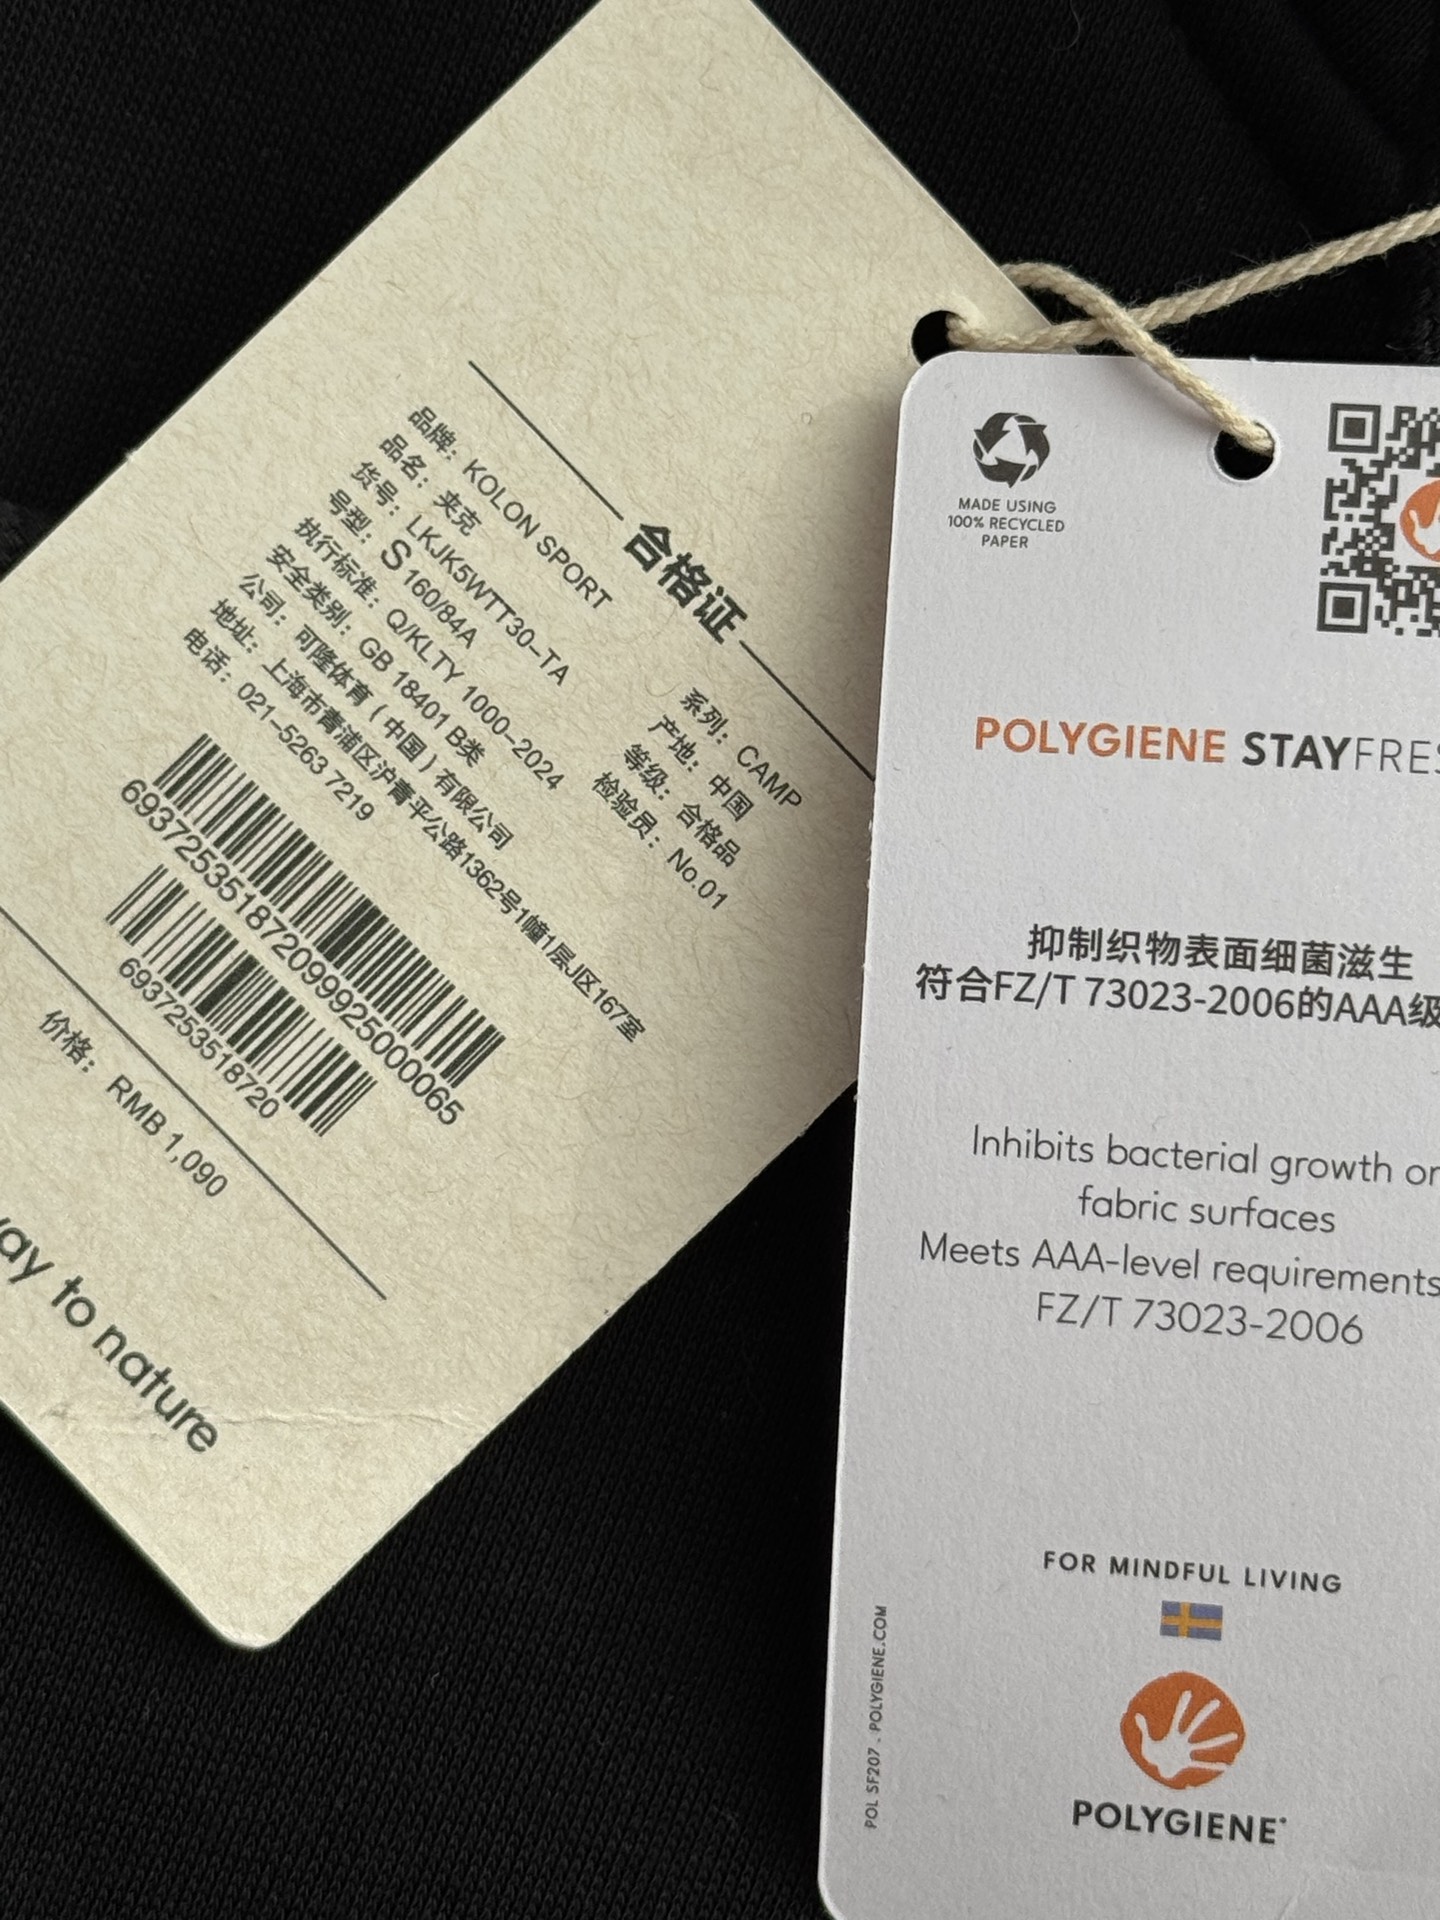 合格证
品牌：KOLON SPORT
品名：夹克
货号：LKJK5WTT30-TA
号型：S 160/84A
执行标准：Q/KLTY 1000-2024
安全类别：GB 18401 B类
公司：可隆体育（中国）有限公司
地址：上海市青浦区沪青平公路1362号1幢1层J区167室
电话：021-5263 7219
系列：CAMP
产地：中国
等级：合格品
检验员：No.01
693725351872099925000065
6937253518720
价格：RMB 1,090
way to nature
MADE USING
100% RECYCLED
PAPER
POLYGIENE STAYFRES
抑制织物表面细菌滋生
符合FZ/T 73023-2006的AAA级
Inhibits bacterial growth on
fabric surfaces
Meets AAA-level requirements
FZ/T 73023-2006
FOR MINDFUL LIVING
POLYGIENE
POL SF207 . POLYGIENE.COM